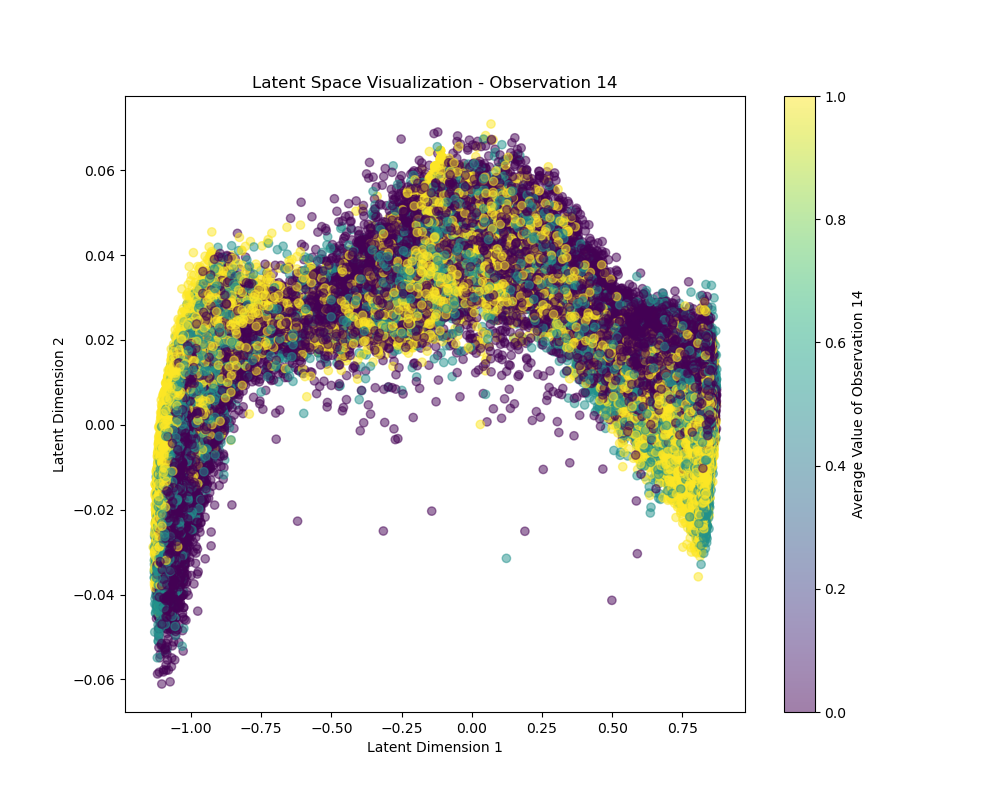 Latent Space Visualization - Observation 14
Latent Dimension 2
0.06
0.04
0.02
0.00
−0.02
−0.04
−0.06
−1.00 −0.75 −0.50 −0.25 0.00 0.25 0.50 0.75
Latent Dimension 1
1.0
0.8
0.6
0.4
0.2
0.0
Average Value of Observation 14